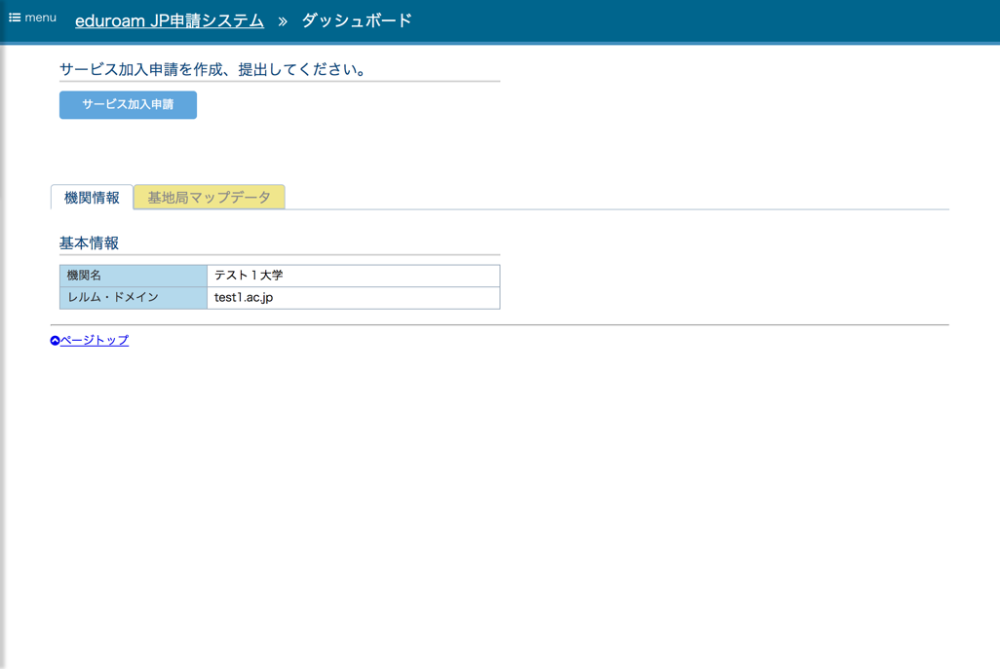 menu eduroam JP申請システム » ダッシュボード
サービス加入申請を作成、提出してください。
サービス加入申請
機関情報 基地局マップデータ
基本情報
機関名 テスト１大学
レルム・ドメイン test1.ac.jp
ページトップ